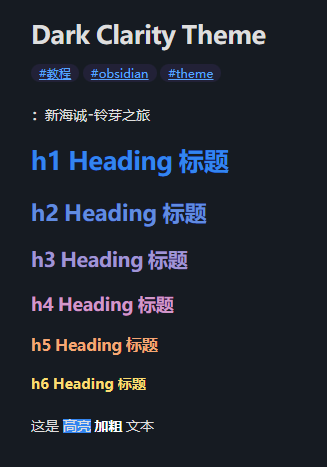 Dark Clarity Theme
#教程 #obsidian #theme
：新海诚-铃芽之旅
h1 Heading 标题
h2 Heading 标题
h3 Heading 标题
h4 Heading 标题
h5 Heading 标题
h6 Heading 标题
这是 高亮 加粗 文本